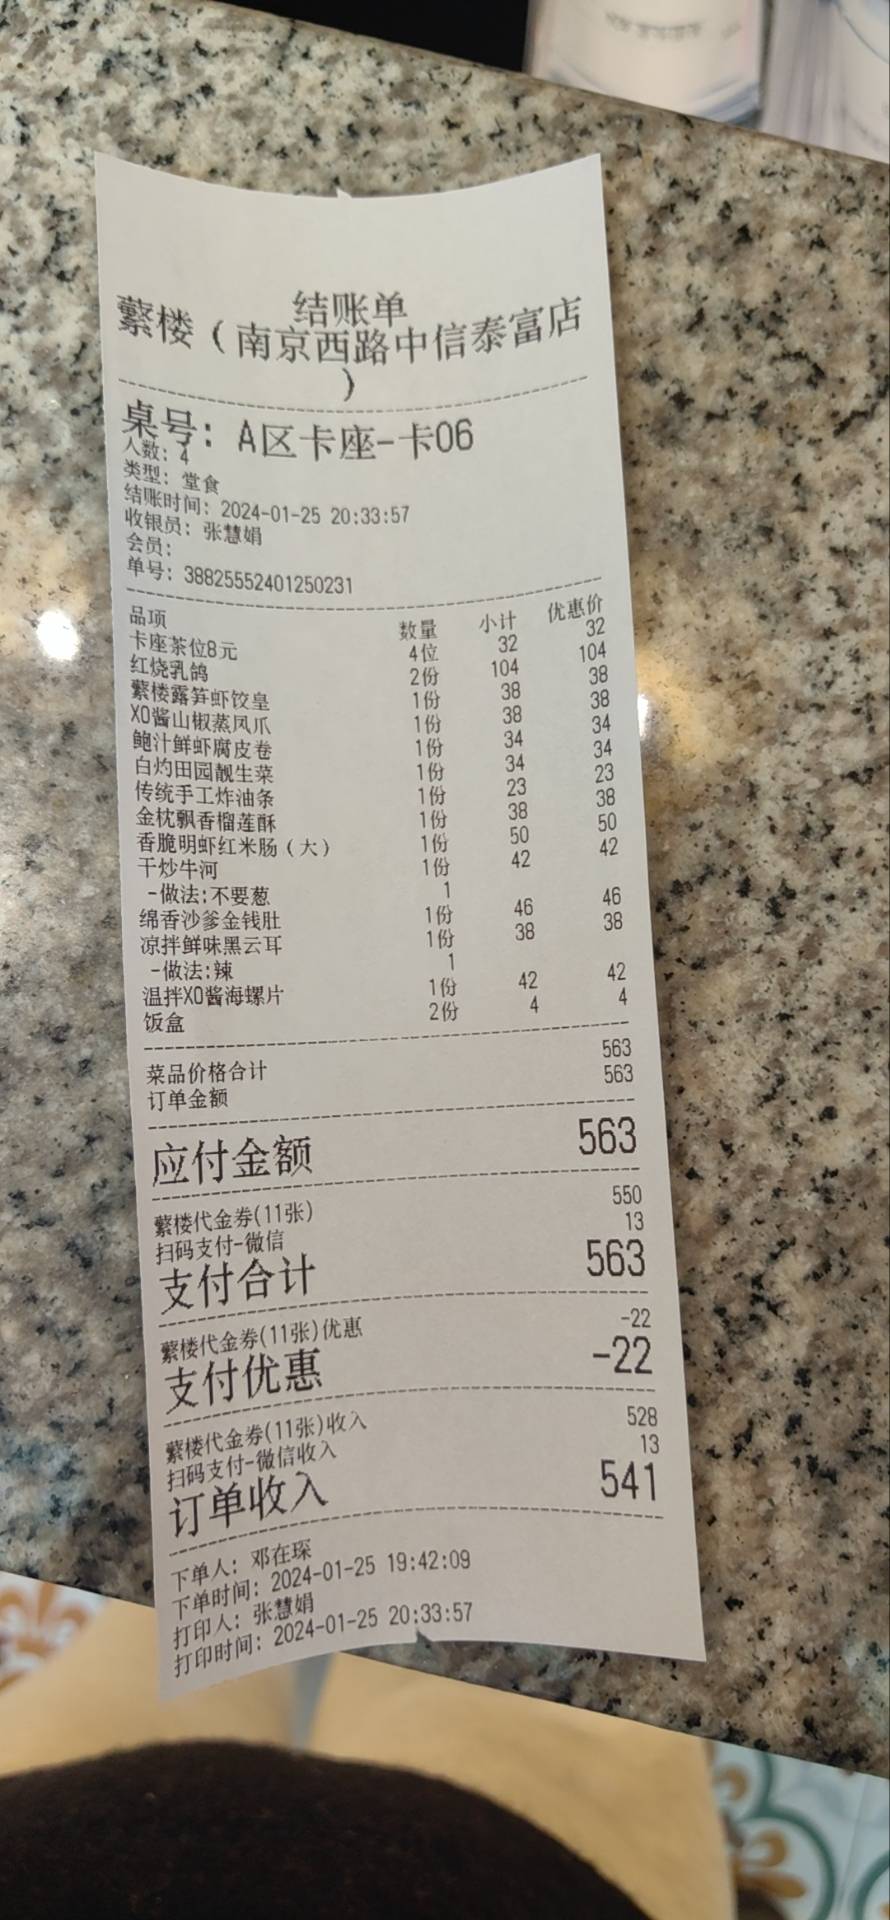 结账单
蘩楼（南京西路中信泰富店
）
桌号：A区卡座-卡06
人数：4
类型：堂食
结账时间：2024-01-25 20:33:57
收银员：张慧娟
会员：
单号：38825552401250231
品项 数量 小计 优惠价
卡座茶位8元 4位 32 32
红烧乳鸽 2份 104 104
蘩楼露笋虾饺皇 1份 38 38
XO酱山椒蒸凤爪 1份 38 38
鲍汁鲜虾腐皮卷 1份 34 34
白灼田园靓生菜 1份 34 34
传统手工炸油条 1份 23 23
金枕飘香榴莲酥 1份 38 38
香脆明虾红米肠（大） 1份 50 50
干炒牛河 1份 42 42
-做法:不要葱 1
绵香沙爹金钱肚 1份 46 46
凉拌鲜味黑云耳 1份 38 38
-做法:辣 1
温拌XO酱海螺片 1份 42 42
饭盒 2份 4 4
菜品价格合计 563
订单金额 563
应付金额 563
蘩楼代金券(11张) 550
扫码支付-微信 13
支付合计 563
蘩楼代金券(11张)优惠 -22
支付优惠 -22
蘩楼代金券(11张)收入 528
扫码支付-微信收入 13
订单收入 541
下单人：邓在琛
下单时间：2024-01-25 19:42:09
打印人：张慧娟
打印时间：2024-01-25 20:33:57